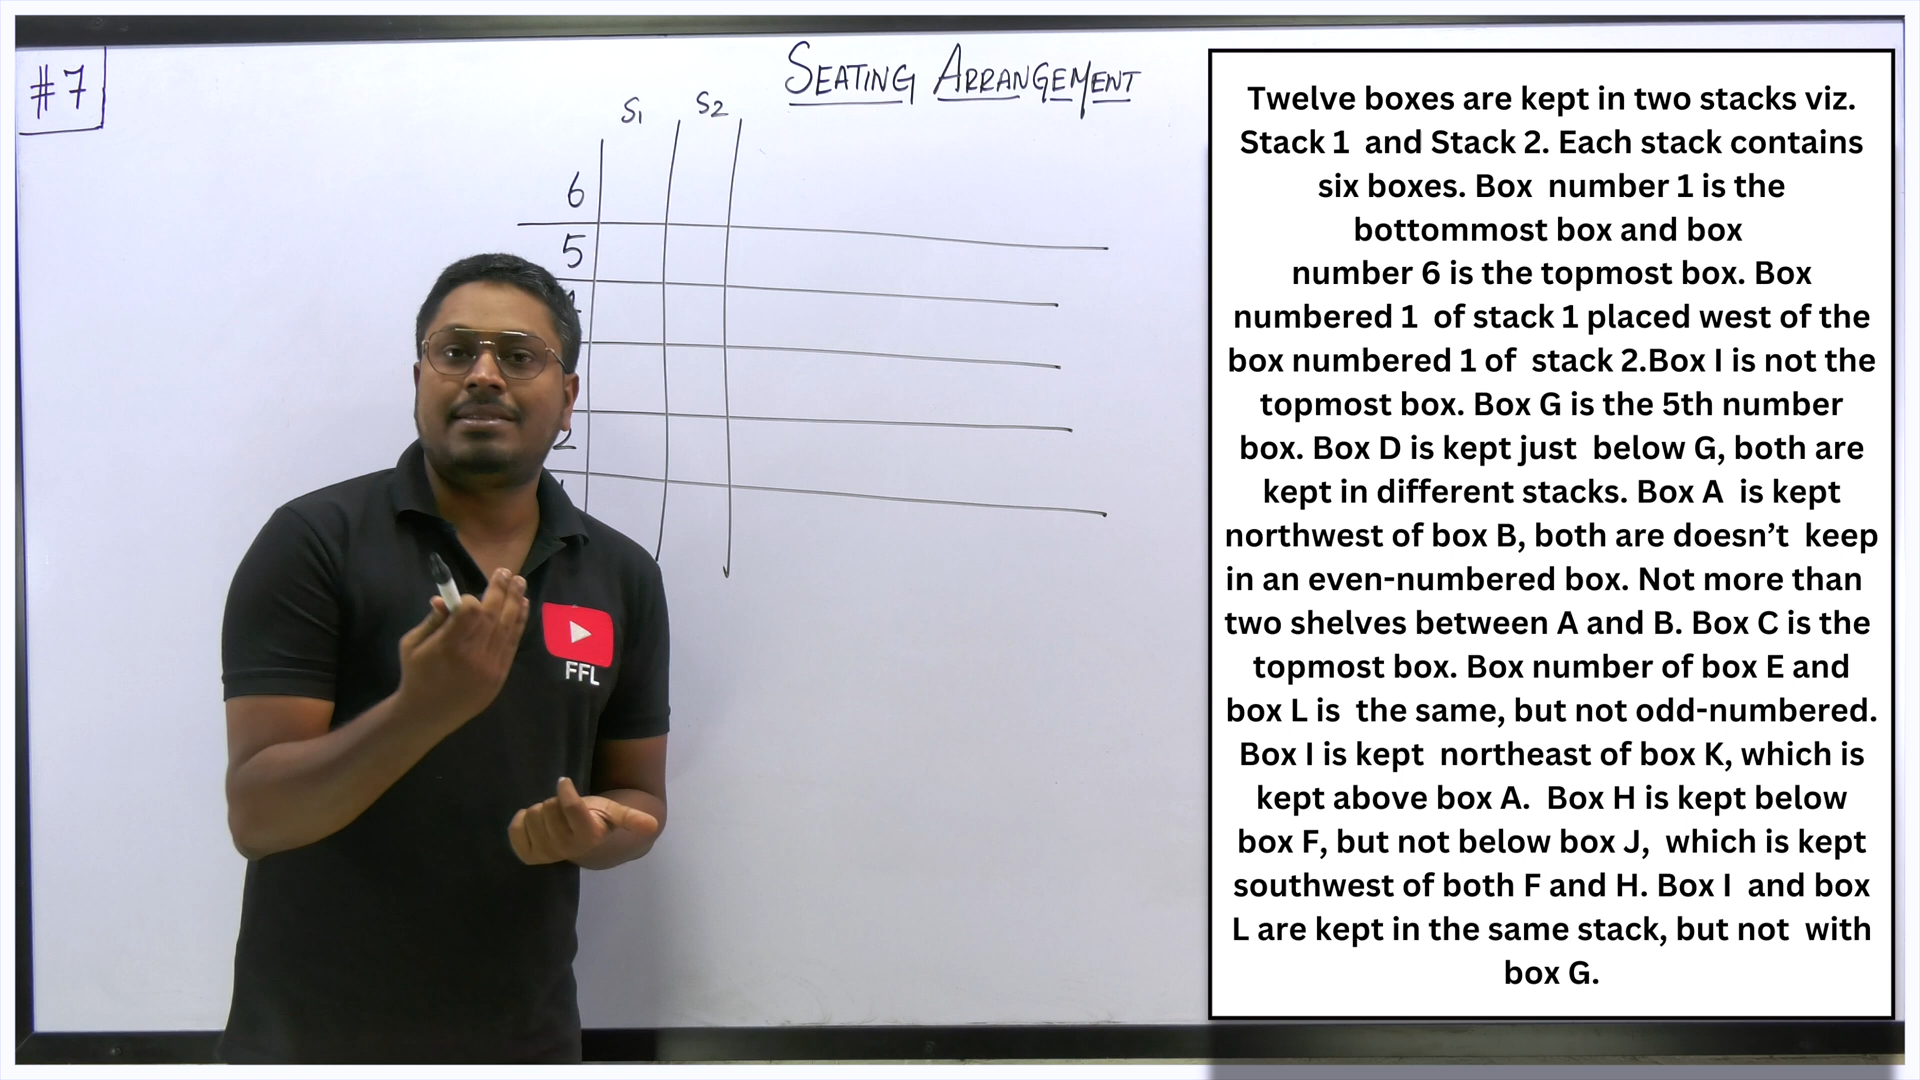 #7
SEATING ARRANGEMENT
S1 S2
6
5
2
FFL
Twelve boxes are kept in two stacks viz.
Stack 1 and Stack 2. Each stack contains
six boxes. Box number 1 is the
bottommost box and box
number 6 is the topmost box. Box
numbered 1 of stack 1 placed west of the
box numbered 1 of stack 2.Box I is not the
topmost box. Box G is the 5th number
box. Box D is kept just below G, both are
kept in different stacks. Box A is kept
northwest of box B, both are doesn’t keep
in an even-numbered box. Not more than
two shelves between A and B. Box C is the
topmost box. Box number of box E and
box L is the same, but not odd-numbered.
Box I is kept northeast of box K, which is
kept above box A. Box H is kept below
box F, but not below box J, which is kept
southwest of both F and H. Box I and box
L are kept in the same stack, but not with
box G.